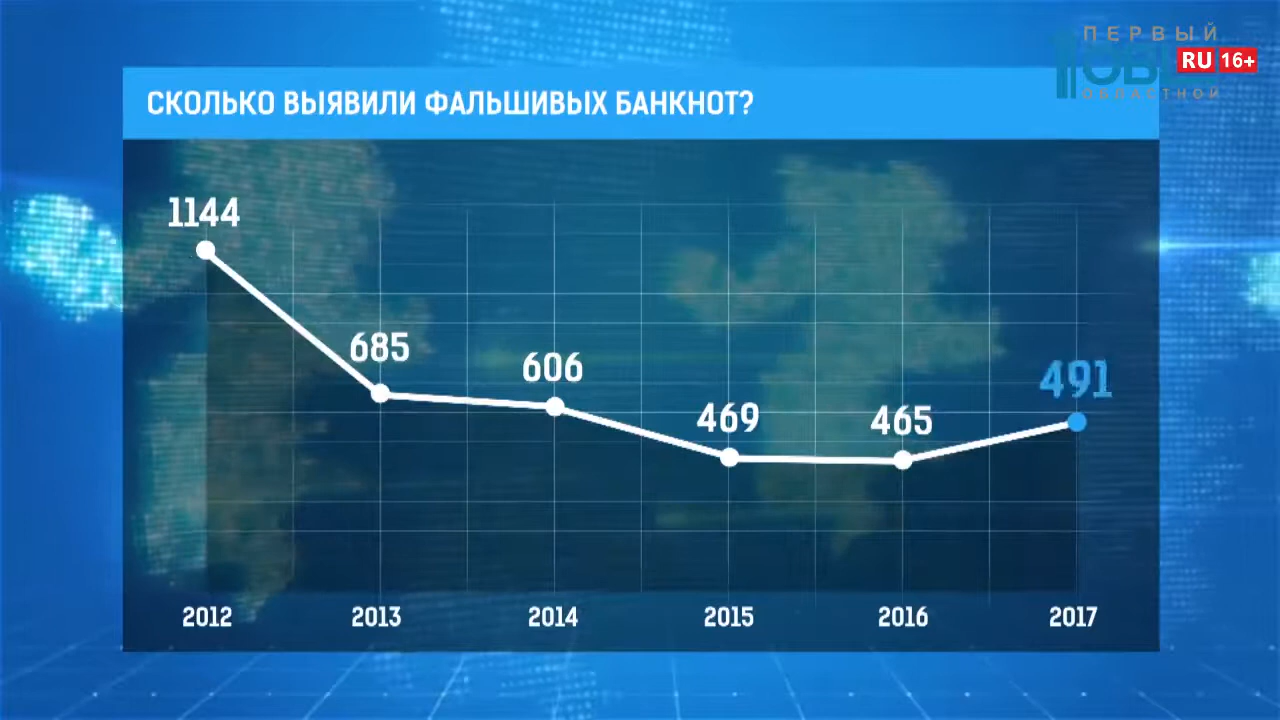 ПЕРВЫЙ
RU 16+
ОБЛАСТНОЙ
СКОЛЬКО ВЫЯВИЛИ ФАЛЬШИВЫХ БАНКНОТ?
1144
685
606
469
465
491
2012 2013 2014 2015 2016 2017